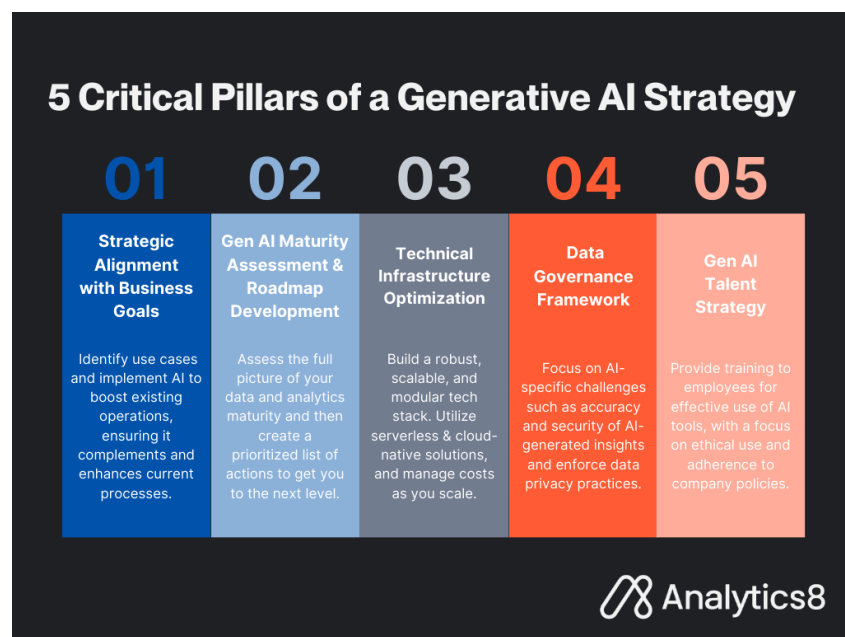 5 Critical Pillars of a Generative AI Strategy
01
Strategic
Alignment
with Business
Goals
Identify use cases
and implement AI to
boost existing
operations,
ensuring it
complements and
enhances current
processes.
02
Gen AI Maturity
Assessment &
Roadmap
Development
Assess the full
picture of your
data and analytics
maturity and then
create a
prioritized list of
actions to get you
to the next level.
03
Technical
Infrastructure
Optimization
Build a robust,
scalable, and
modular tech
stack. Utilize
serverless & cloud-
native solutions,
and manage costs
as you scale.
04
Data
Governance
Framework
Focus on AI-
specific challenges
such as accuracy
and security of AI-
generated insights
and enforce data
privacy practices.
05
Gen AI
Talent
Strategy
Provide training to
employees for
effective use of AI
tools, with a focus
on ethical use and
adherence to
company policies.
Analytics8